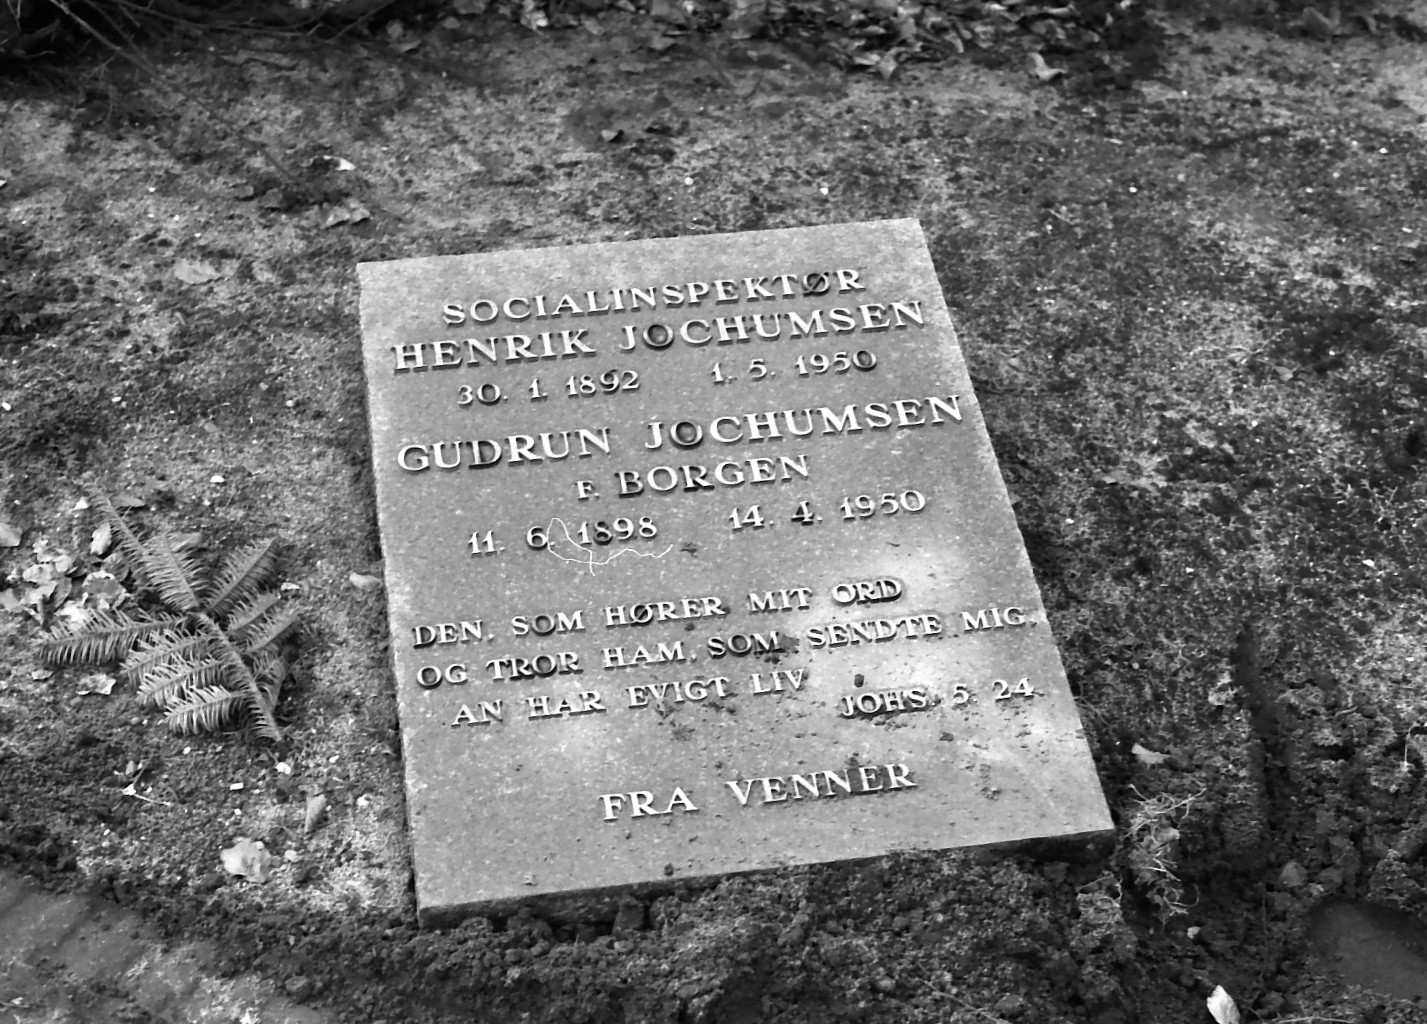 SOCIALINSPEKTØR
HENRIK JOCHUMSEN
30. 1. 1892 1. 5. 1950
GUDRUN JOCHUMSEN
F. BORGEN
11. 6. 1898 14. 4. 1950
DEN, SOM HØRER MIT ORD
OG TROR HAM, SOM SENDTE MIG,
AN HAR EVIGT LIV JOHS. 5. 24
FRA VENNER